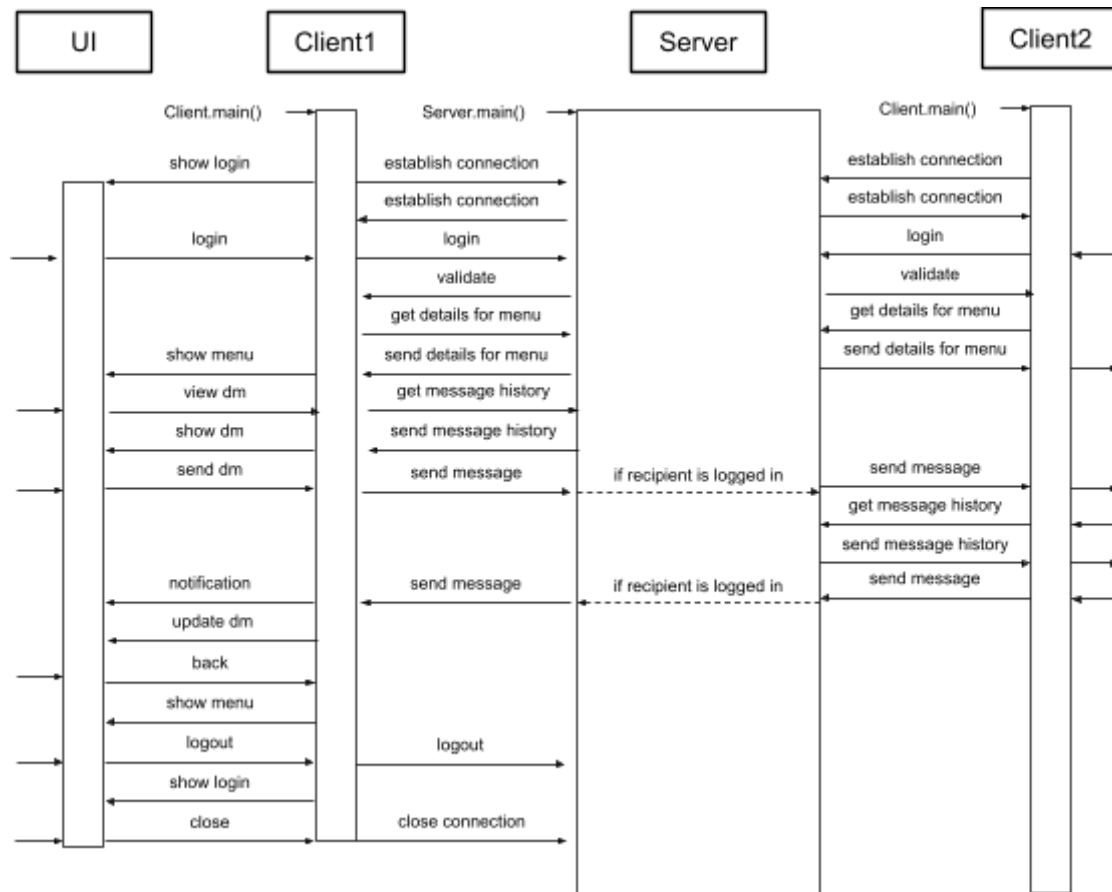 UI
Client1
Server
Client2
Client.main()
Server.main()
Client.main()
show login
establish connection
establish connection
establish connection
establish connection
login
login
login
validate
validate
get details for menu
get details for menu
show menu
send details for menu
send details for menu
view dm
get message history
show dm
send message history
send dm
send message
if recipient is logged in
send message
get message history
send message history
notification
send message
if recipient is logged in
send message
update dm
back
show menu
logout
logout
show login
close
close connection